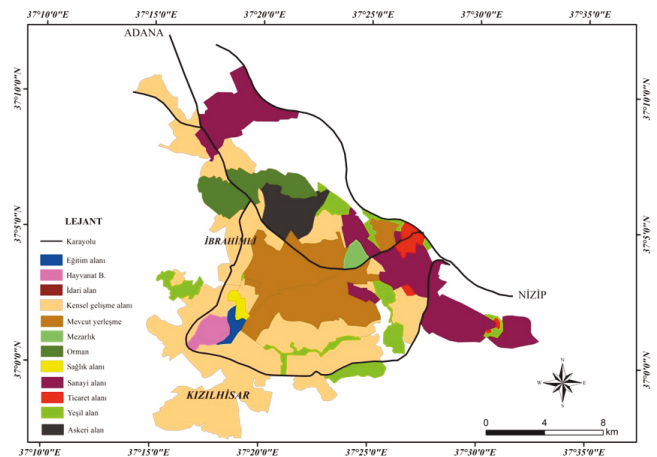 37°10'0"E 37°15'0"E 37°20'0"E 37°25'0"E 37°30'0"E 37°35'0"E
ADANA
37°10'0"N
37°10'0"N
37°5'0"N
37°5'0"N
37°0'0"N
37°0'0"N
LEJANT
Karayolu
Eğitim alanı
Hayvanat B.
İdari alan
Kensel gelişme alanı
Mevcut yerleşme
Mezarlık
Orman
Sağlık alanı
Sanayi alanı
Ticaret alanı
Yeşil alan
Askeri alan
İBRAHİMLİ
NİZİP
KIZILHİSAR
N
W E
S
0 4 8
km
37°10'0"E 37°15'0"E 37°20'0"E 37°25'0"E 37°30'0"E 37°35'0"E